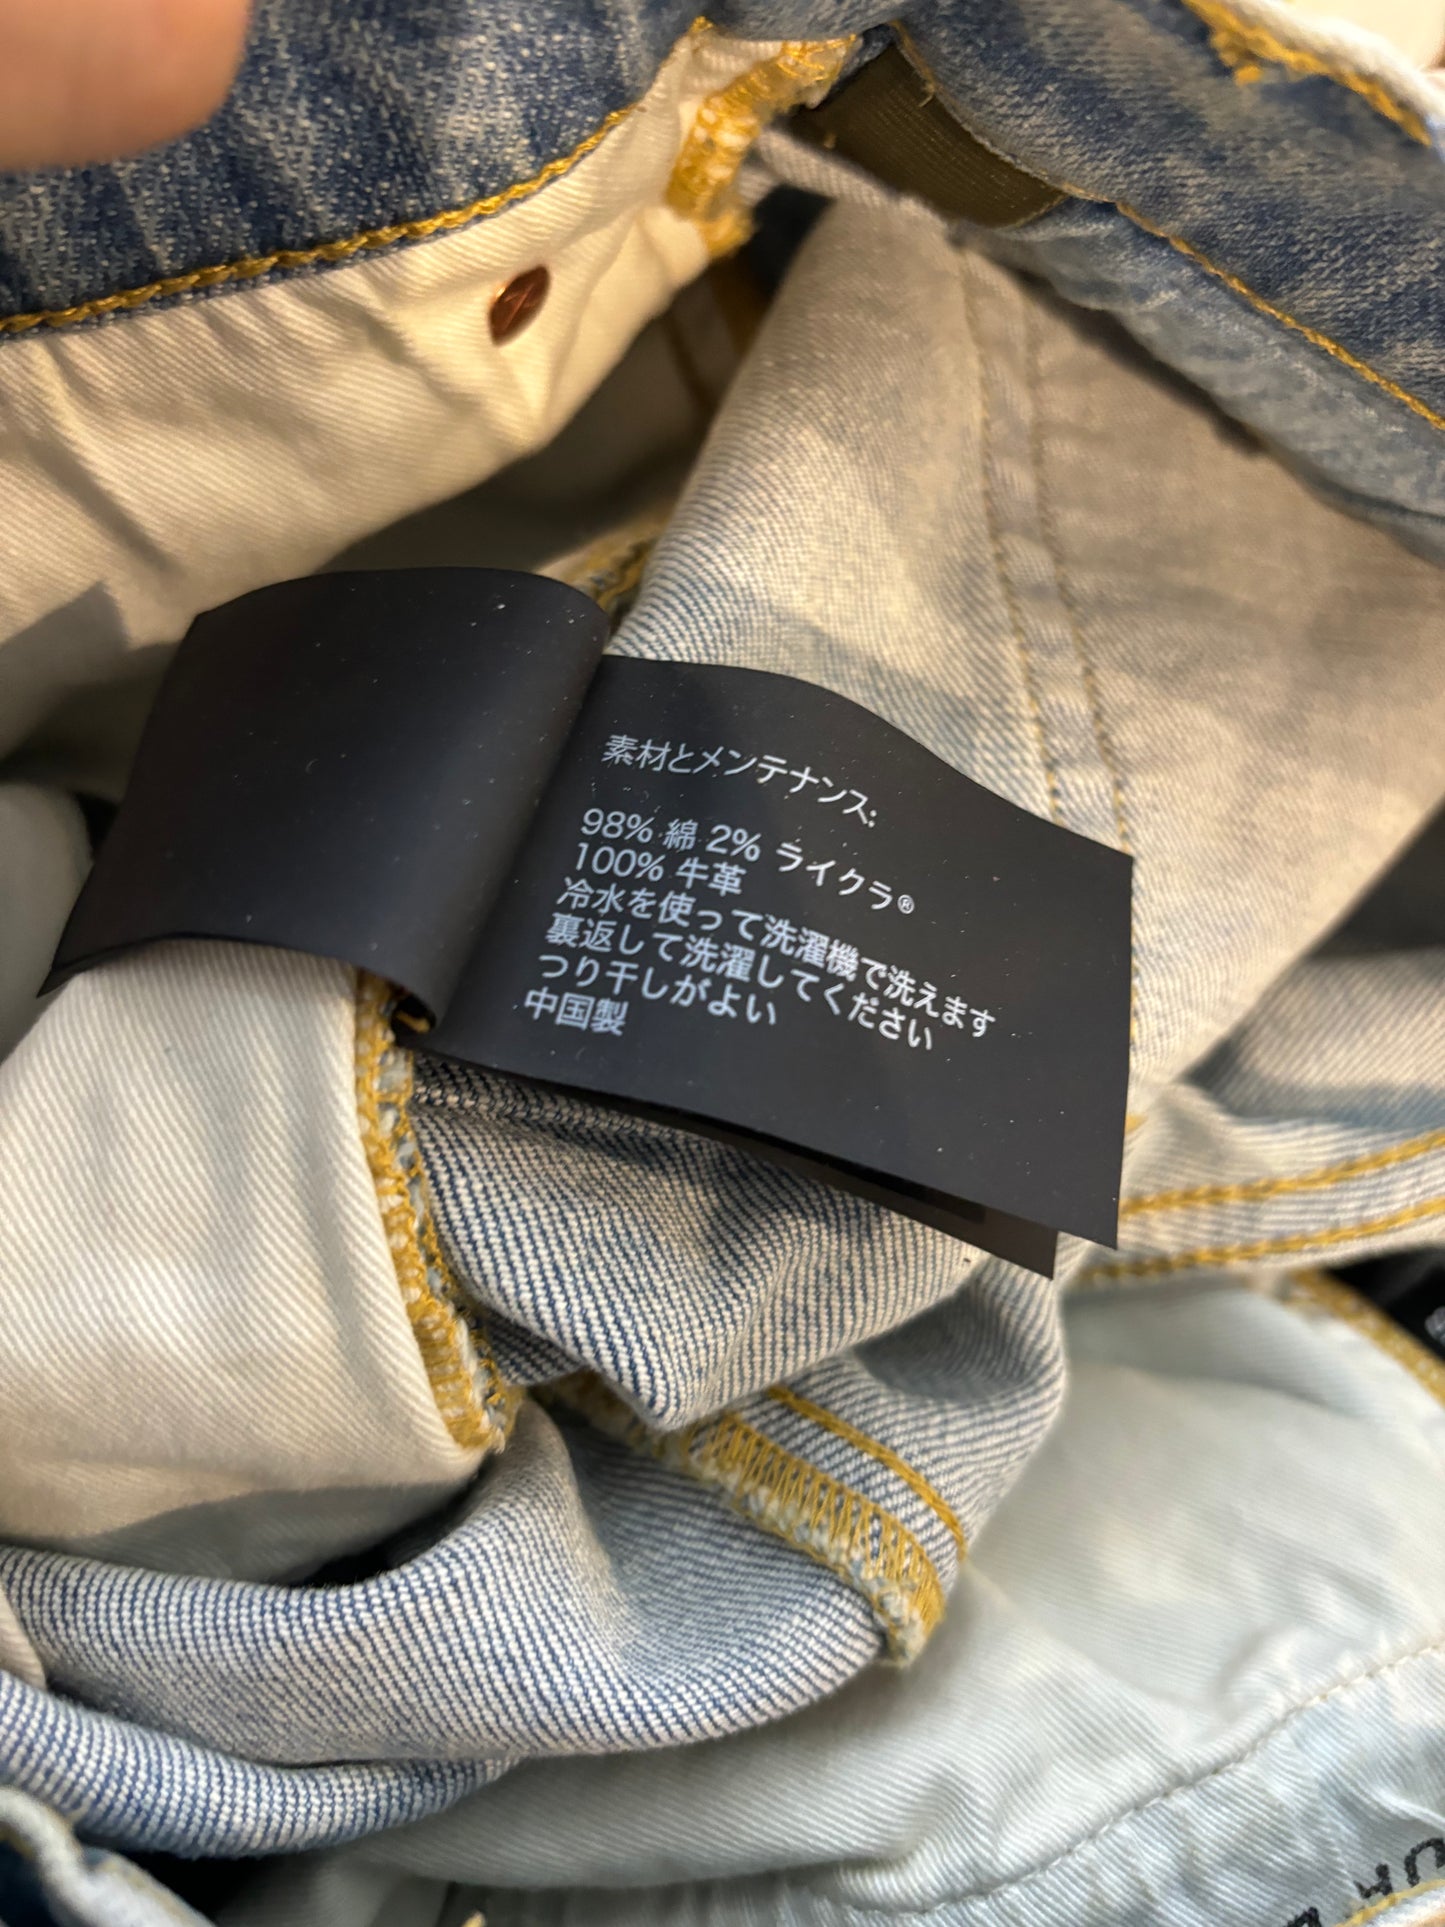 素材とメンテナンス:
98% 綿 2% ライクラ®
100% 牛革
冷水を使って洗濯機で洗えます
裏返して洗濯してください
つり干しがよい
中国製